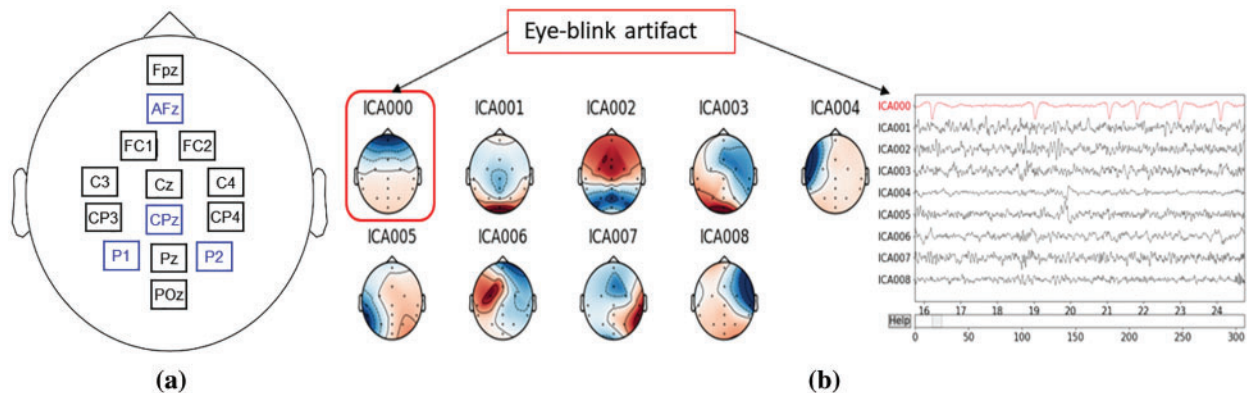 Eye-blink artifact
Fpz
AFz
FC1 FC2
C3 Cz C4
CP3 CPz CP4
P1 Pz P2
POz
(a)
ICA000 ICA001 ICA002 ICA003 ICA004
ICA005 ICA006 ICA007 ICA008
ICA000
ICA001
ICA002
ICA003
ICA004
ICA005
ICA006
ICA007
ICA008
16 17 18 19 20 21 22 23 24
Help
0 50 100 150 200 250 300
(b)